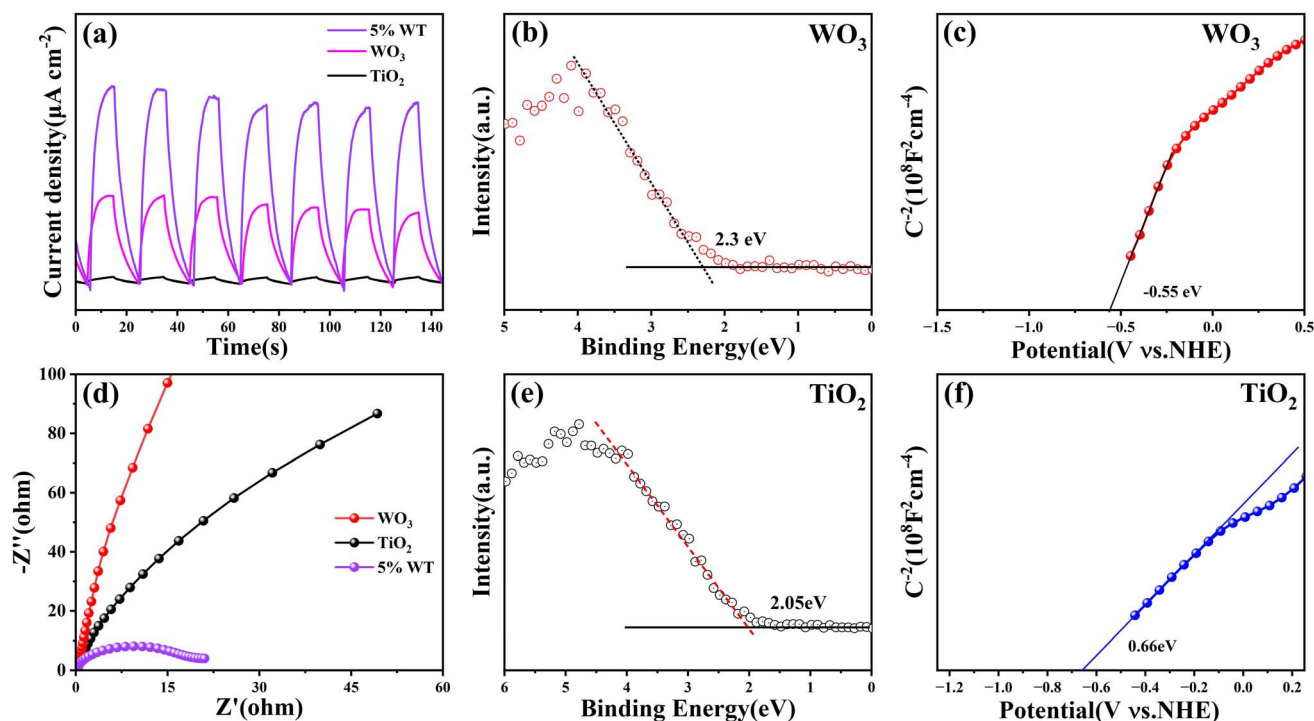 (a)
5% WT
WO₃
TiO₂
Current density(μA cm⁻²)
0 20 40 60 80 100 120 140
Time(s)
(b)
WO₃
2.3 eV
Intensity(a.u.)
5 4 3 2 1 0
Binding Energy(eV)
(c)
WO₃
-0.55 eV
C⁻²(10⁸F²cm⁻⁴)
−1.5 −1.0 −0.5 0.0 0.5
Potential(V vs.NHE)
(d)
100
80
60
40
20
0
-Z''(ohm)
WO₃
TiO₂
5% WT
0 15 30 45 60
Z'(ohm)
(e)
TiO₂
2.05eV
Intensity(a.u.)
6 5 4 3 2 1 0
Binding Energy(eV)
(f)
TiO₂
0.66eV
C⁻²(10⁸F²cm⁻⁴)
−1.2 −1.0 −0.8 −0.6 −0.4 −0.2 0.0 0.2
Potential(V vs.NHE)